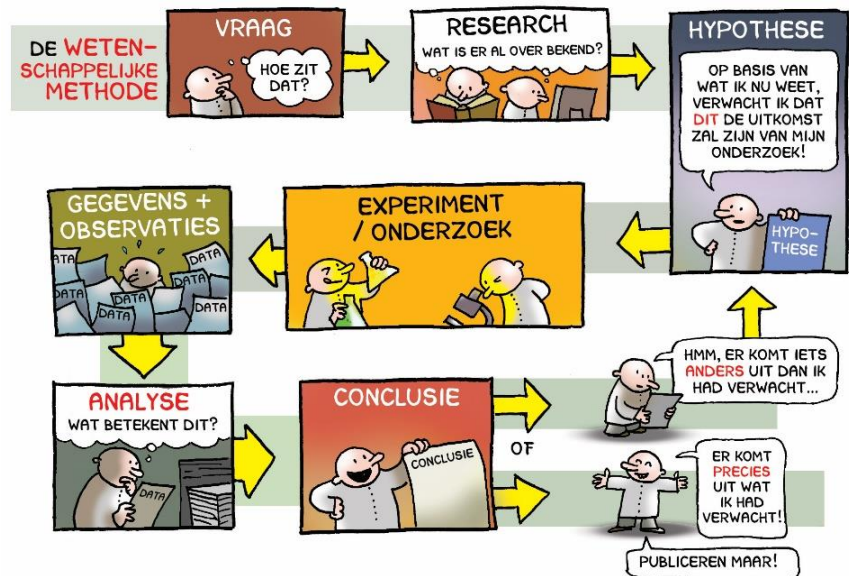 DE WETEN-
SCHAPPELIJKE
METHODE
VRAAG
HOE ZIT
DAT?
RESEARCH
WAT IS ER AL OVER BEKEND?
HYPOTHESE
OP BASIS VAN
WAT IK NU WEET,
VERWACHT IK DAT
DIT DE UITKOMST
ZAL ZIJN VAN MIJN
ONDERZOEK!
HYPO-
THESE
EXPERIMENT
/ ONDERZOEK
GEGEVENS +
OBSERVATIES
DATA
DATA
DATA
DATA
DATA
DATA
DATA
ANALYSE
WAT BETEKENT DIT?
DATA
CONCLUSIE
CONCLUSIE
OF
HMM, ER KOMT IETS
ANDERS UIT DAN IK
HAD VERWACHT...
ER KOMT
PRECIES
UIT WAT
IK HAD
VERWACHT!
PUBLICEREN MAAR!